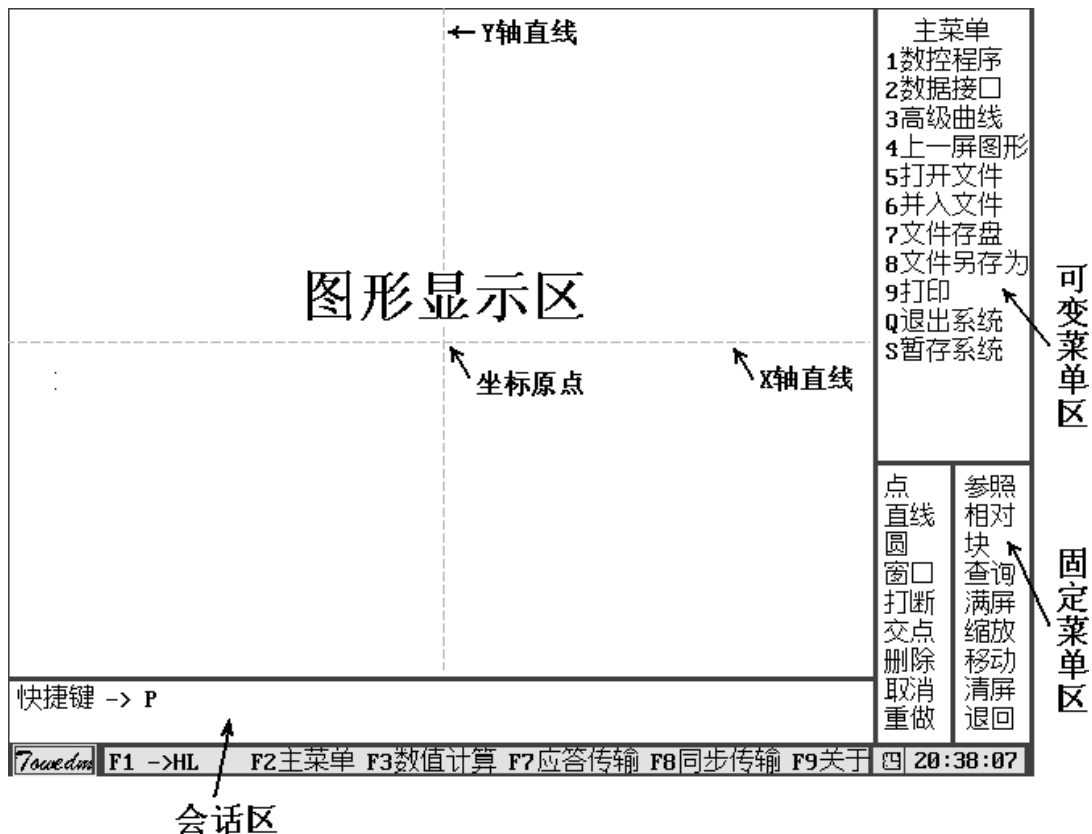 ← Y轴直线
图形显示区
坐标原点
X轴直线
主菜单
1数控程序
2数据接口
3高级曲线
4上一屏图形
5打开文件
6并入文件
7文件存盘
8文件另存为
9打印
Q退出系统
S暂存系统
可变菜单区
点 参照
直线 相对
圆 块
窗口 查询
打断 满屏
交点 缩放
删除 移动
取消 清屏
重做 退回
固定菜单区
快捷键 -> P
Towedm F1 ->HL F2主菜单 F3数值计算 F7应答传输 F8同步传输 F9关于 四 20:38:07
会话区